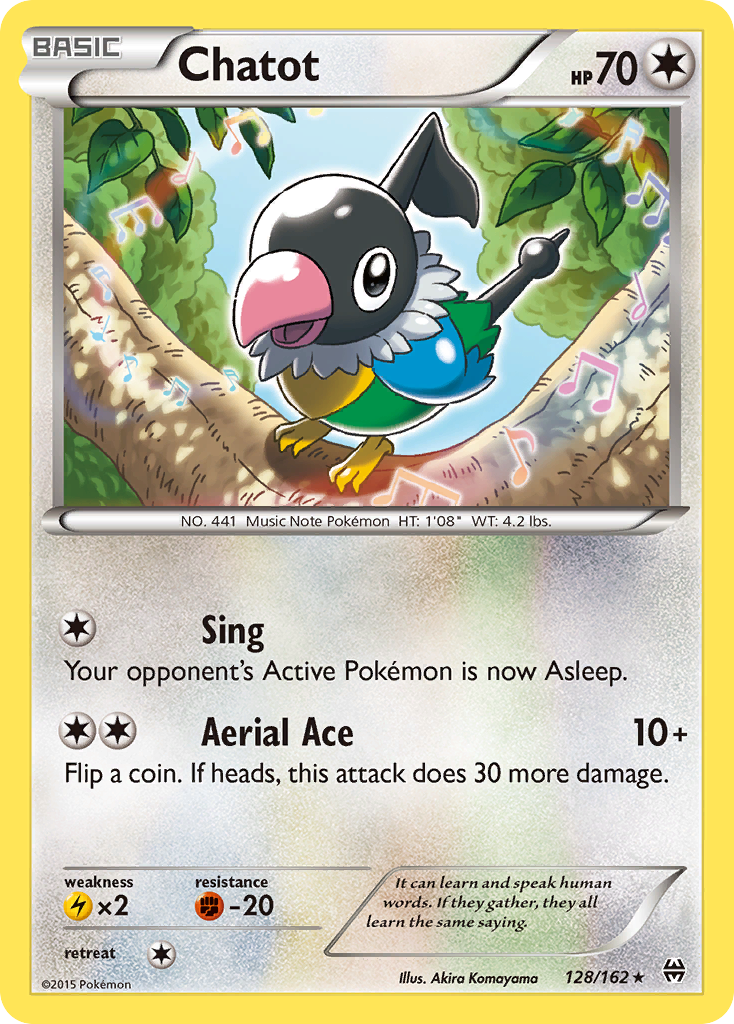 BASIC
Chatot
HP 70
NO. 441 Music Note Pokémon HT: 1'08" WT: 4.2 lbs.
Sing
Your opponent's Active Pokémon is now Asleep.
Aerial Ace 10+
Flip a coin. If heads, this attack does 30 more damage.
weakness
×2
resistance
-20
retreat
It can learn and speak human
words. If they gather, they all
learn the same saying.
©2015 Pokémon
Illus. Akira Komayama
128/162 ★